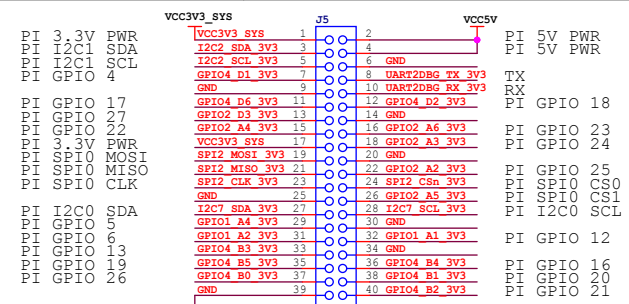 VCC3V3_SYS J5 VCC5V
PI 3.3V PWR VCC3V3_SYS 1 2 PI 5V PWR
PI I2C1 SDA I2C2_SDA_3V3 3 4 PI 5V PWR
PI I2C1 SCL I2C2_SCL_3V3 5 6 GND
PI GPIO 4 GPIO4_D1_3V3 7 8 UART2DBG_TX_3V3 TX
GND 9 10 UART2DBG_RX_3V3 RX
PI GPIO 17 GPIO4_D6_3V3 11 12 GPIO4_D2_3V3 PI GPIO 18
PI GPIO 27 GPIO2_D3_3V3 13 14 GND
PI GPIO 22 GPIO2_A4_3V3 15 16 GPIO2_A6_3V3 PI GPIO 23
PI 3.3V PWR VCC3V3_SYS 17 18 GPIO2_A3_3V3 PI GPIO 24
PI SPI0 MOSI SPI2_MOSI_3V3 19 20 GND
PI SPI0 MISO SPI2_MISO_3V3 21 22 GPIO2_A2_3V3 PI GPIO 25
PI SPI0 CLK SPI2_CLK_3V3 23 24 SPI2_CSn_3V3 PI SPI0 CS0
GND 25 26 GPIO2_A5_3V3 PI SPI0 CS1
PI I2C0 SDA I2C7_SDA_3V3 27 28 I2C7_SCL_3V3 PI I2C0 SCL
PI GPIO 5 GPIO1_A4_3V3 29 30 GND
PI GPIO 6 GPIO1_A2_3V3 31 32 GPIO1_A1_3V3 PI GPIO 12
PI GPIO 13 GPIO4_B3_3V3 33 34 GND
PI GPIO 19 GPIO4_B5_3V3 35 36 GPIO4_B4_3V3 PI GPIO 16
PI GPIO 26 GPIO4_B0_3V3 37 38 GPIO4_B1_3V3 PI GPIO 20
GND 39 40 GPIO4_B2_3V3 PI GPIO 21